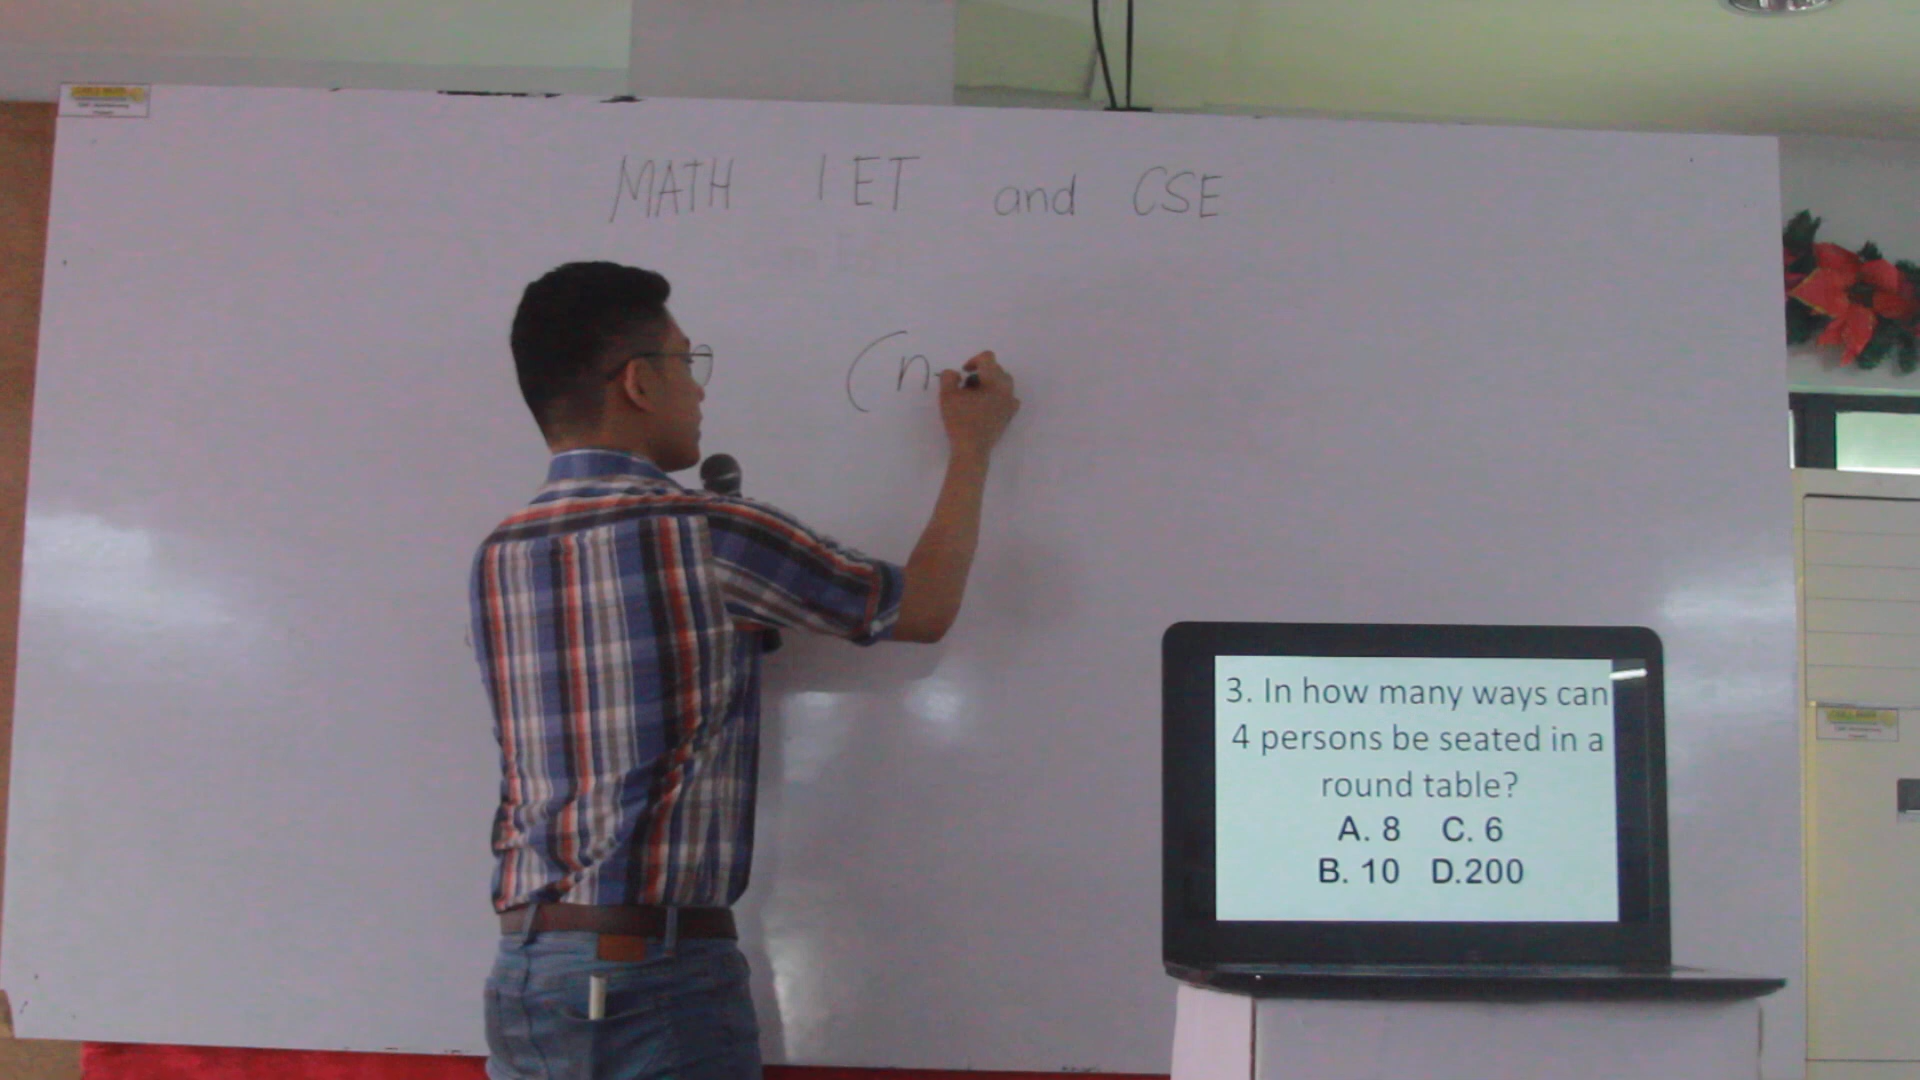 MATH LET and CSE
(n-
3. In how many ways can
4 persons be seated in a
round table?
A. 8 C. 6
B. 10 D.200